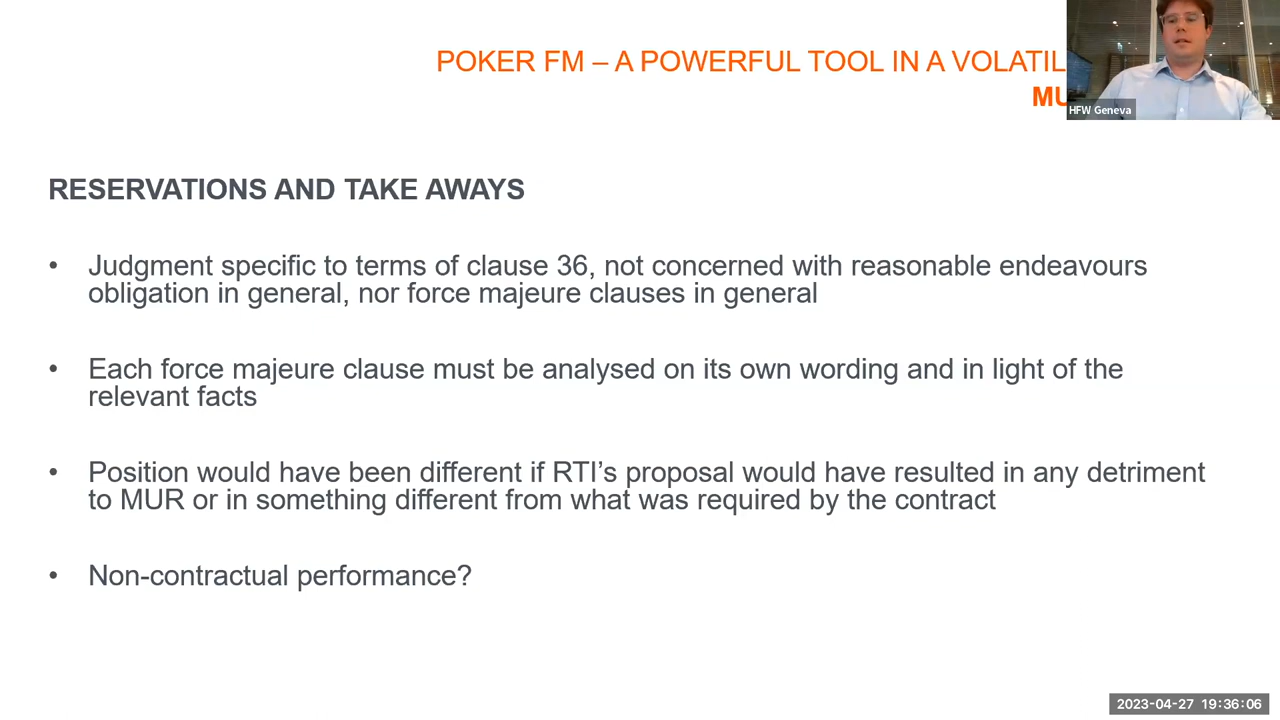 POKER FM – A POWERFUL TOOL IN A VOLATIL
MU
HFW Geneva
RESERVATIONS AND TAKE AWAYS
• Judgment specific to terms of clause 36, not concerned with reasonable endeavours
obligation in general, nor force majeure clauses in general
• Each force majeure clause must be analysed on its own wording and in light of the
relevant facts
• Position would have been different if RTI’s proposal would have resulted in any detriment
to MUR or in something different from what was required by the contract
• Non-contractual performance?
2023-04-27 19:36:06